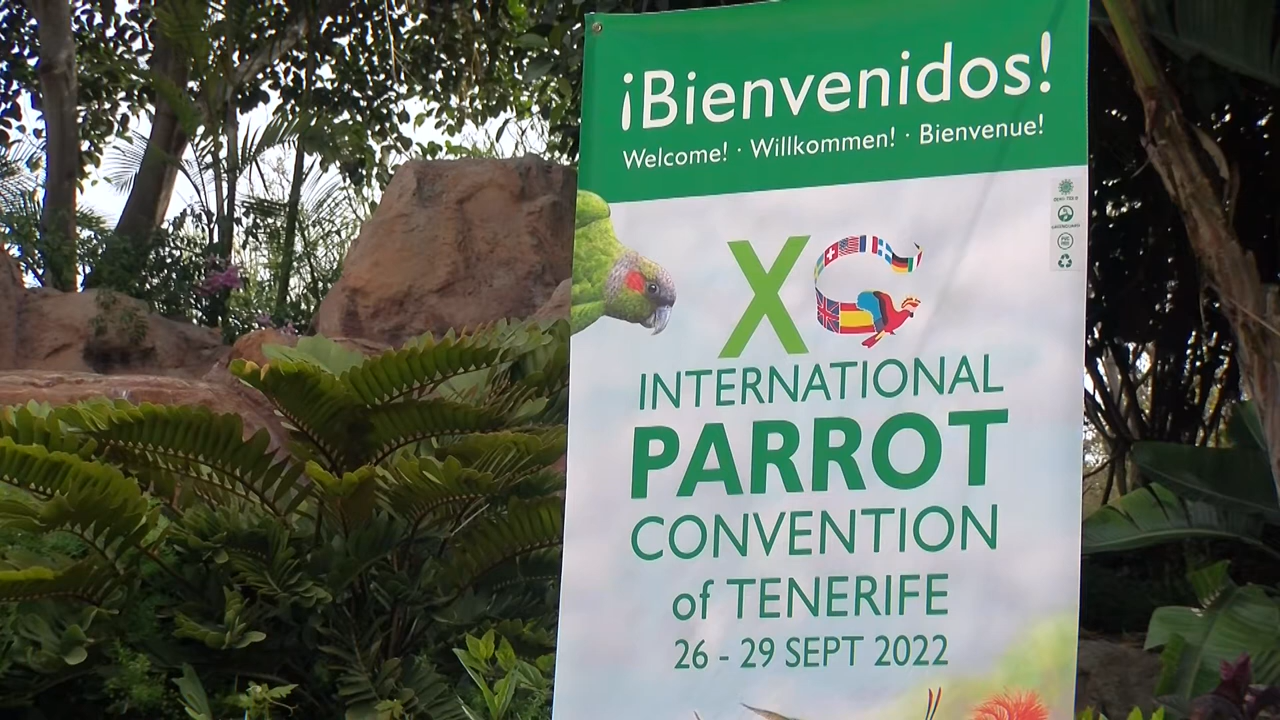 ¡Bienvenidos!
Welcome! · Willkommen! · Bienvenue!
X
INTERNATIONAL
PARROT
CONVENTION
of TENERIFE
26 - 29 SEPT 2022